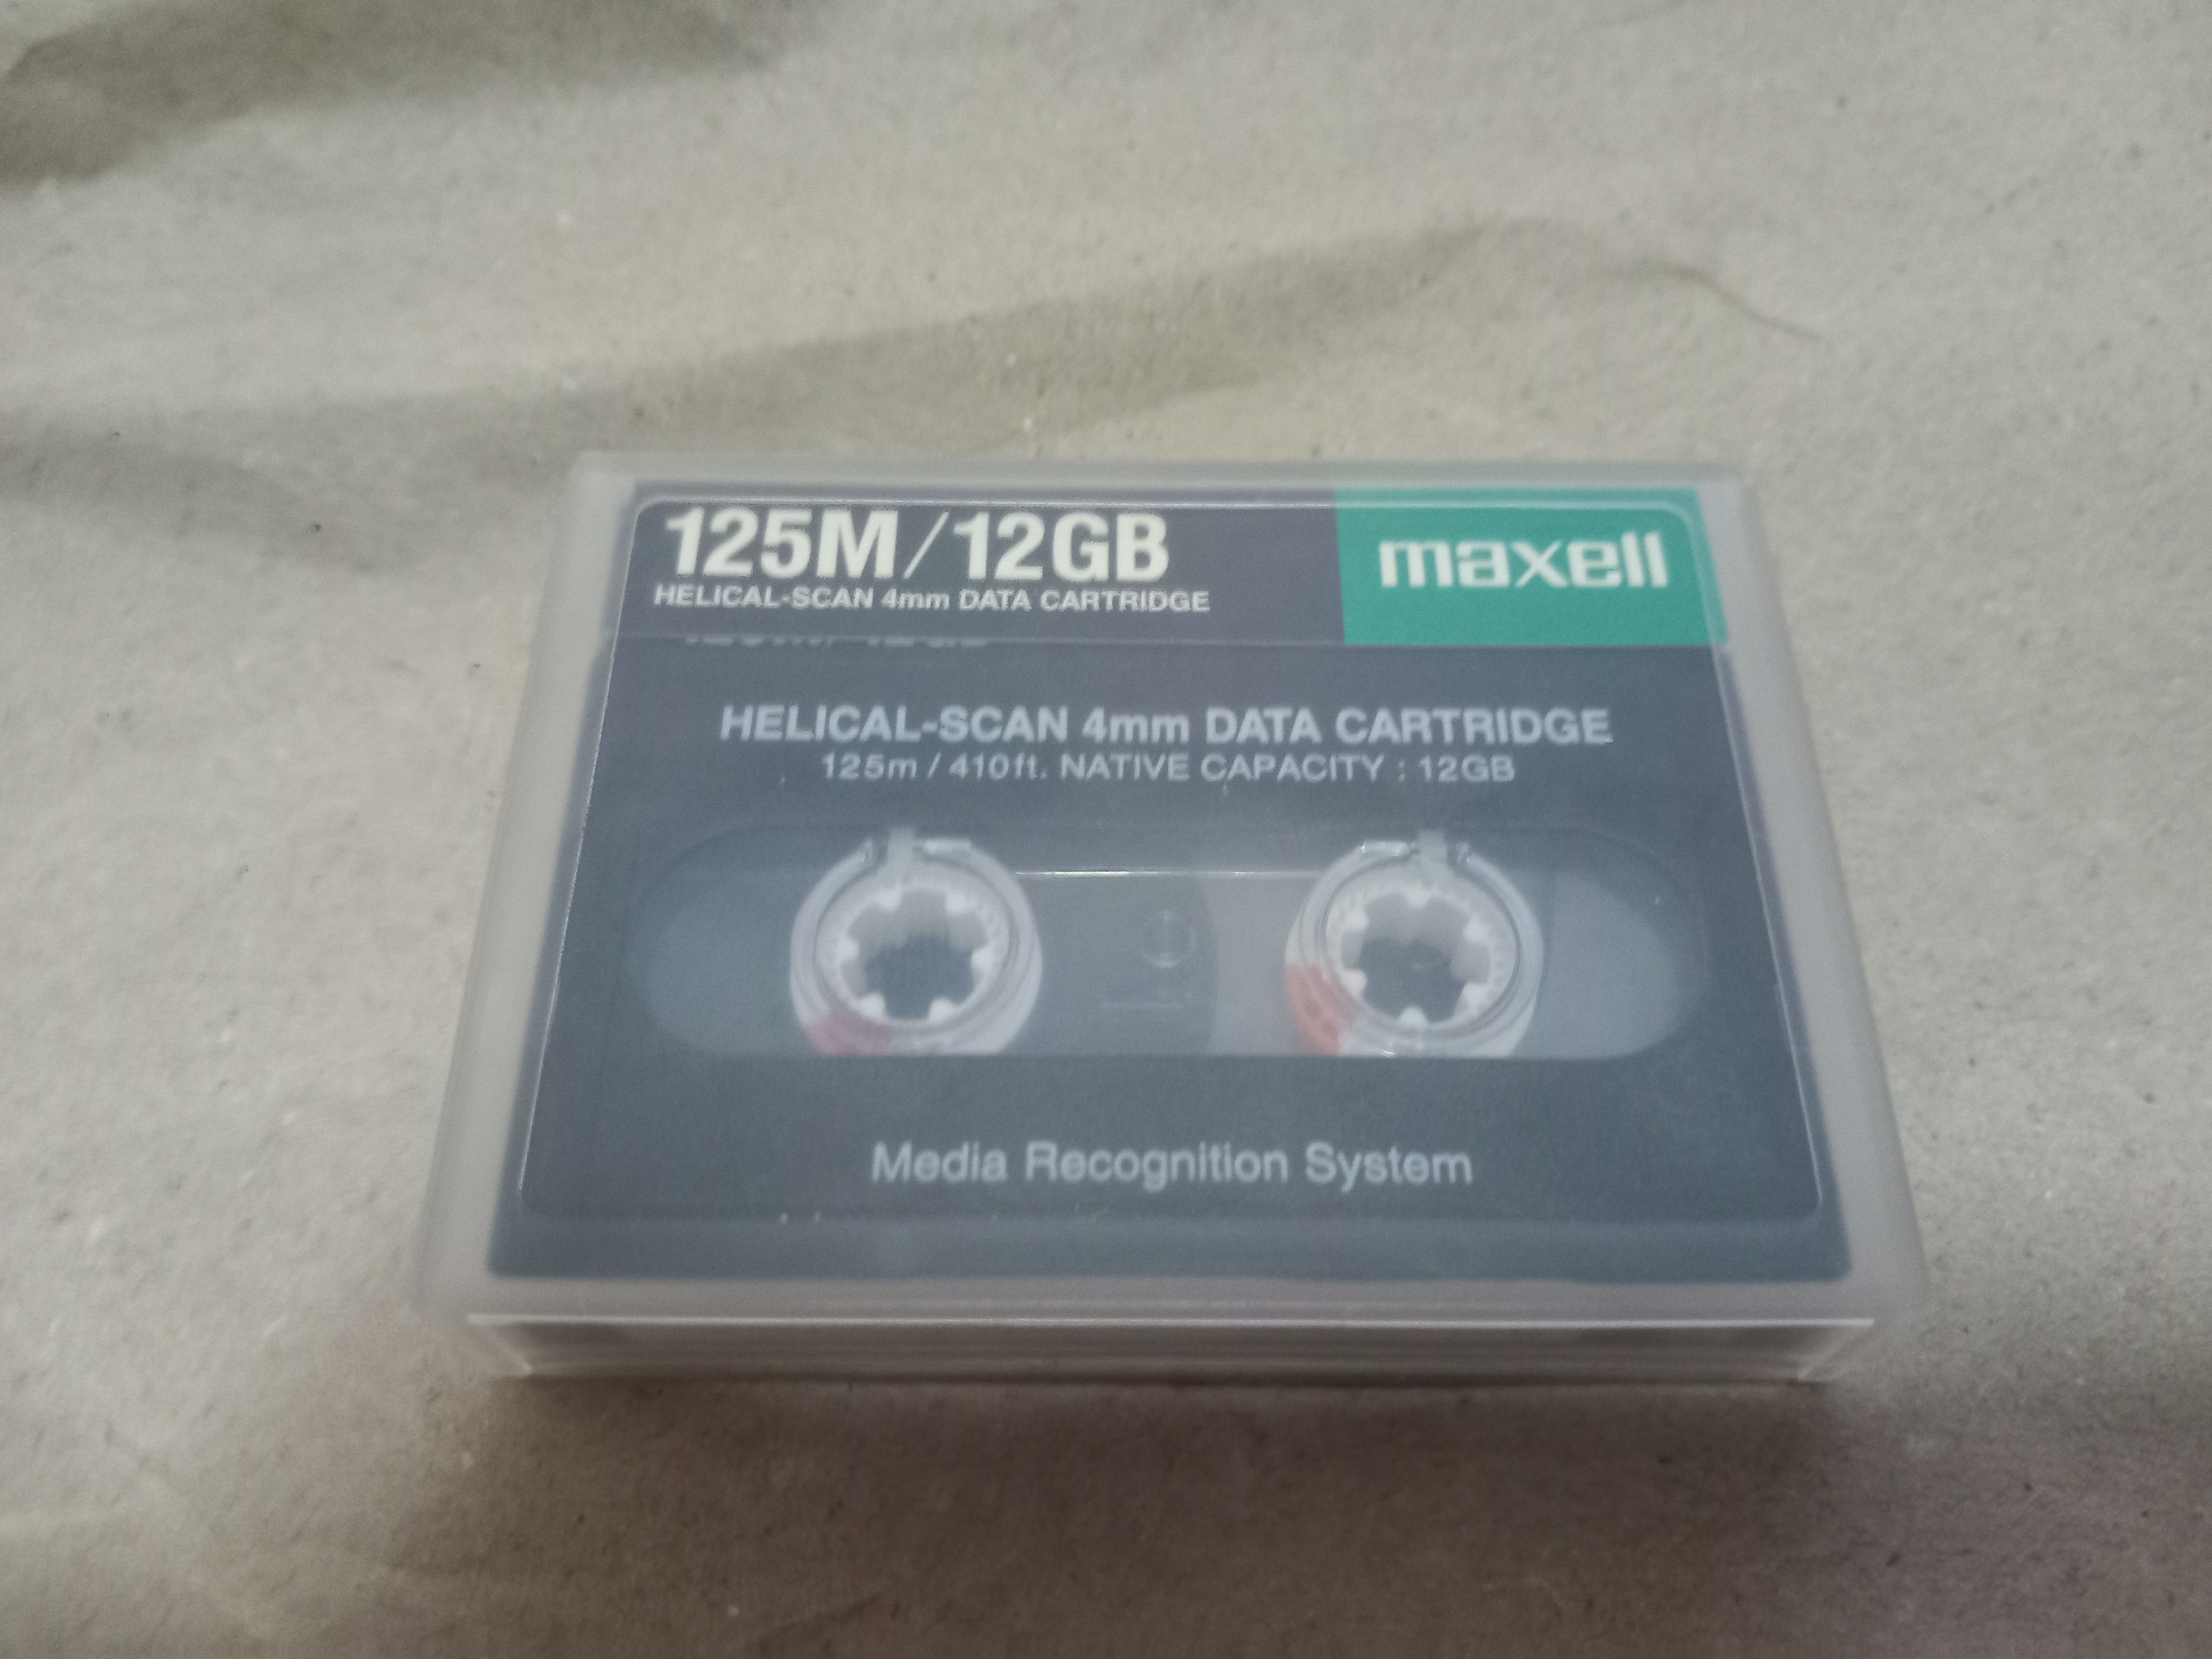 125M/12GB
maxell
HELICAL-SCAN 4mm DATA CARTRIDGE
HELICAL-SCAN 4mm DATA CARTRIDGE
125m / 410ft. NATIVE CAPACITY : 12GB
Media Recognition System